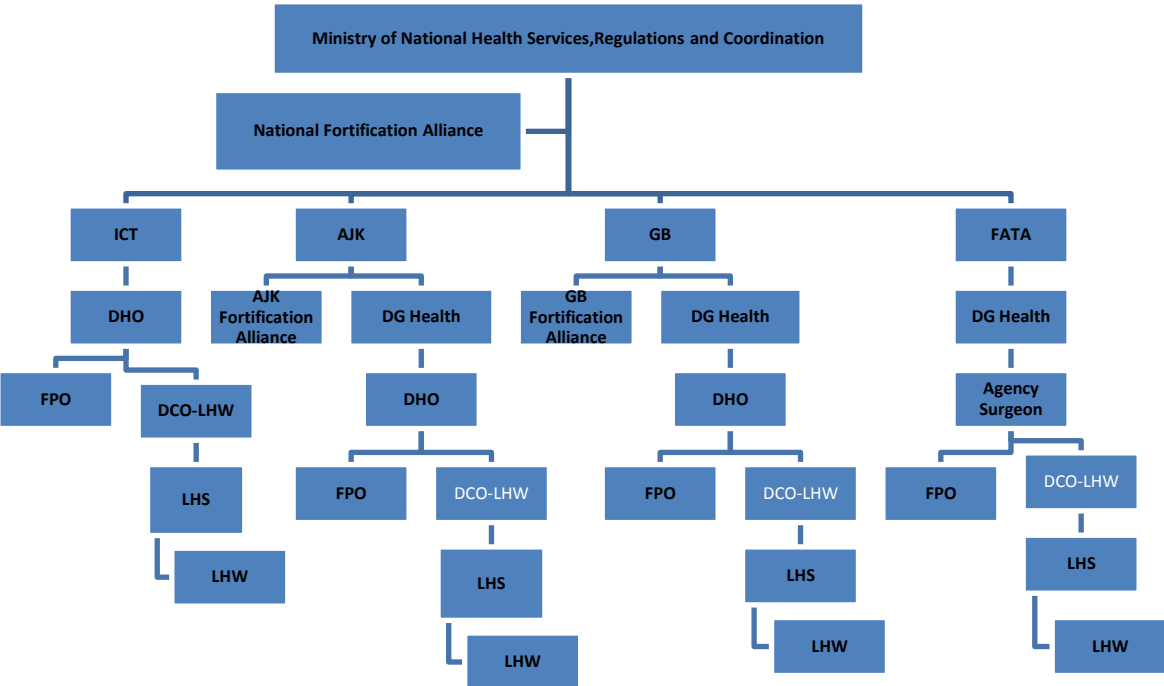 Ministry of National Health Services,Regulations and Coordination
National Fortification Alliance
ICT
AJK
GB
FATA
DHO
AJK
Fortification
Alliance
DG Health
GB
Fortification
Alliance
DG Health
DG Health
FPO
DCO-LHW
DHO
DHO
Agency
Surgeon
LHS
FPO
DCO-LHW
FPO
DCO-LHW
FPO
DCO-LHW
LHW
LHS
LHS
LHS
LHW
LHW
LHW